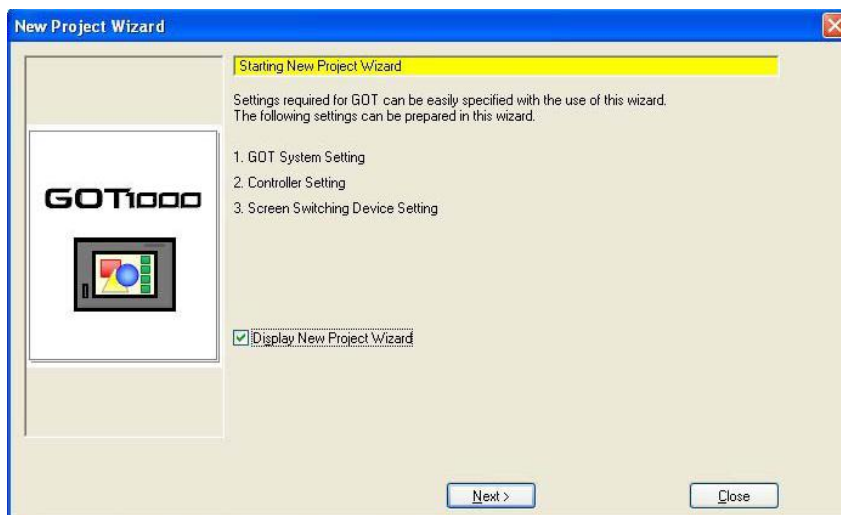 New Project Wizard
Starting New Project Wizard
Settings required for GOT can be easily specified with the use of this wizard.
The following settings can be prepared in this wizard.
1. GOT System Setting
2. Controller Setting
3. Screen Switching Device Setting
GOT1000
Display New Project Wizard
Next >
Close